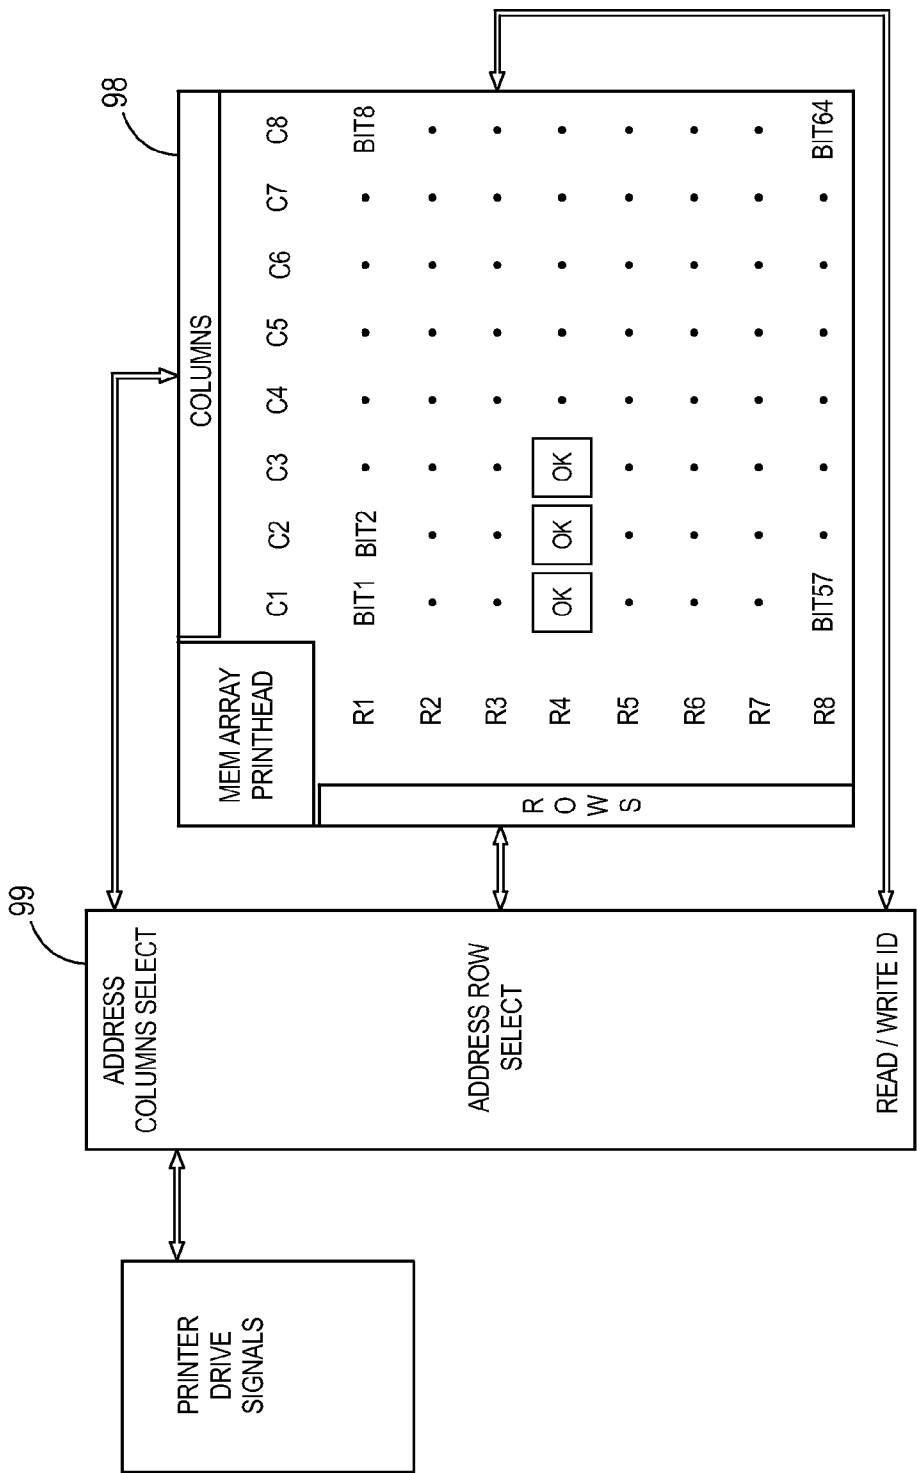 98
COLUMNS
MEM ARRAY
PRINTHEAD
C1 C2 C3 C4 C5 C6 C7 C8
R1 BIT1 BIT2 • • • • • BIT8
R2 • • • • • • • •
R3 • • • • • • • •
R4 OK OK OK • • • • •
R5 • • • • • • • •
R6 • • • • • • • •
R7 • • • • • • • •
R8 BIT57 • • • • • • BIT64
ROWS
99
ADDRESS
COLUMNS SELECT
ADDRESS ROW
SELECT
READ / WRITE ID
PRINTER
DRIVE
SIGNALS